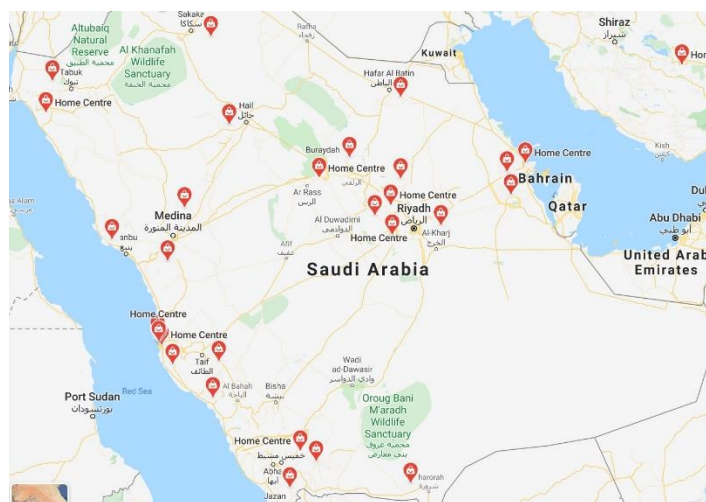 Sakaka
سكاكا
Rafha
رفحاء
Shiraz
شیراز
Altubaiq
Natural
Reserve
محمية الطبيق
Al Khanafah
Wildlife
Sanctuary
محمية الخنفة
Kuwait
Tabuk
تبوك
Hafar Al Batin
Home Centre
Hail
حائل
Buraydah
Home Centre
Kish
کیش
Home Centre
Bahrain
Ar Rass
الرس
Home Centre
Riyadh
الرياض
Qatar
Medina
المدينة المنورة
Al Duwadimi
الدوادمي
Home Centre
Al-Kharj
الخرج
Abu Dhabi
أبو ظبي
anbu
ينبع
Afif
عفيف
United Arab
Emirates
Saudi Arabia
Home Centre
Home Centre
Taif
الطائف
Wadi
ad-Dawasir
وادي الدواسر
Red Sea
Al Bahah
الباحة
Bisha
بيشة
Port Sudan
بورتسودان
Oroug Bani
M'aradh
Wildlife
Sanctuary
محمية عروق
بني معارض
Home Centre
خميس مشيط
Abha
أبها
harorah
شرورة
Jazan